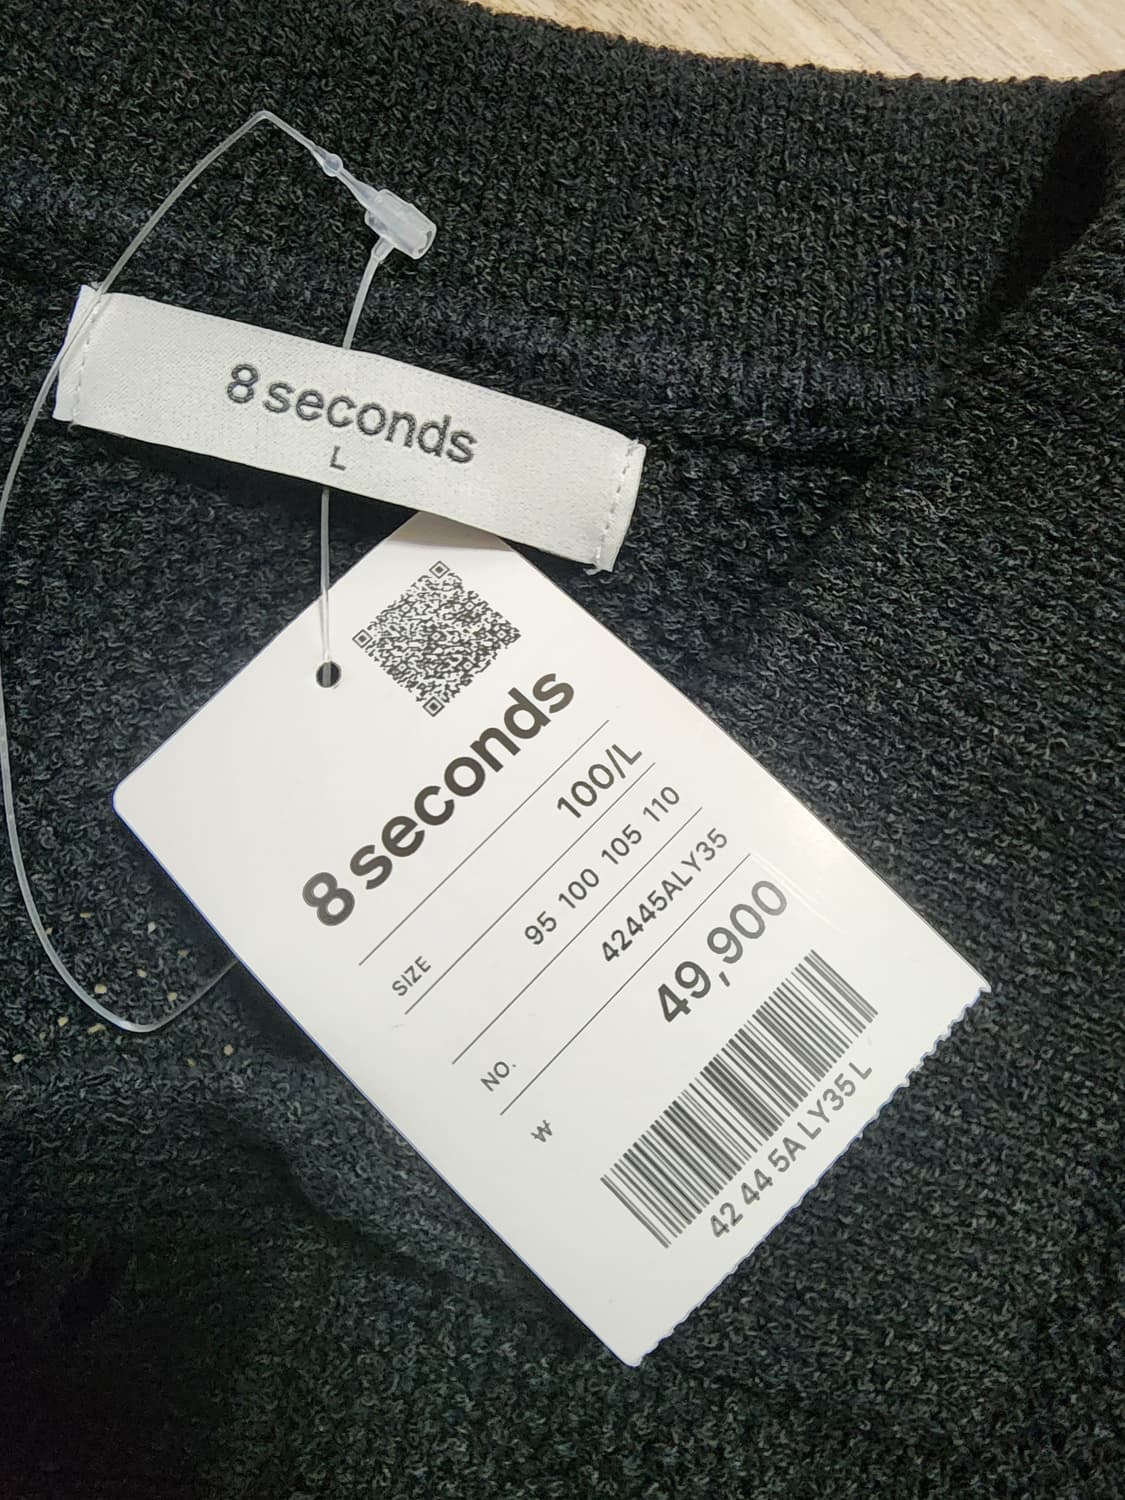 8 seconds
L
8 seconds
100/L
SIZE 95 100 105 110
42445ALY35
NO.
₩ 49,900
42 44 5A LY35 L